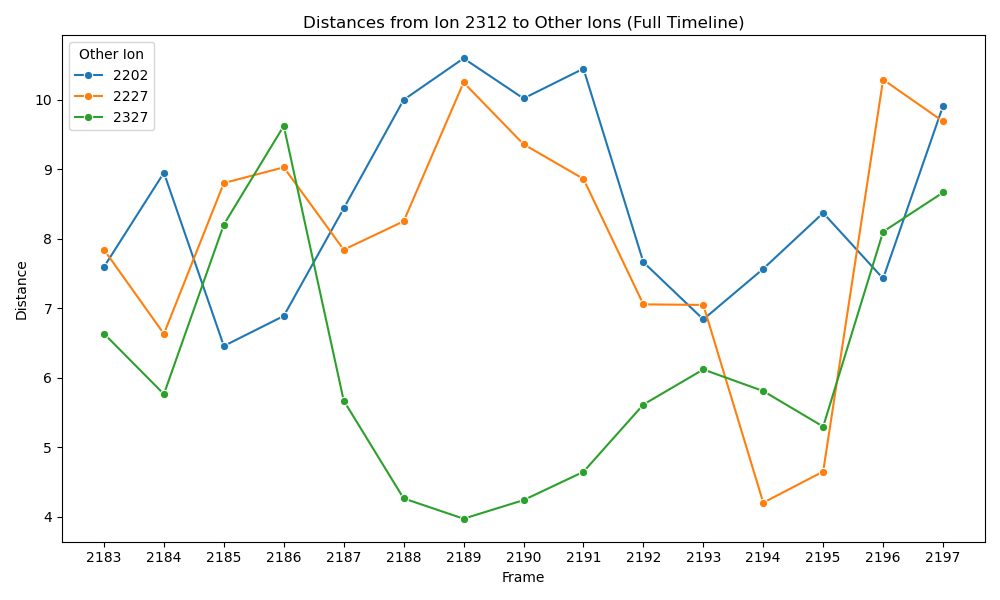 Distances from Ion 2312 to Other Ions (Full Timeline)
Other Ion
2202
2227
2327
Distance
10
9
8
7
6
5
4
2183 2184 2185 2186 2187 2188 2189 2190 2191 2192 2193 2194 2195 2196 2197
Frame